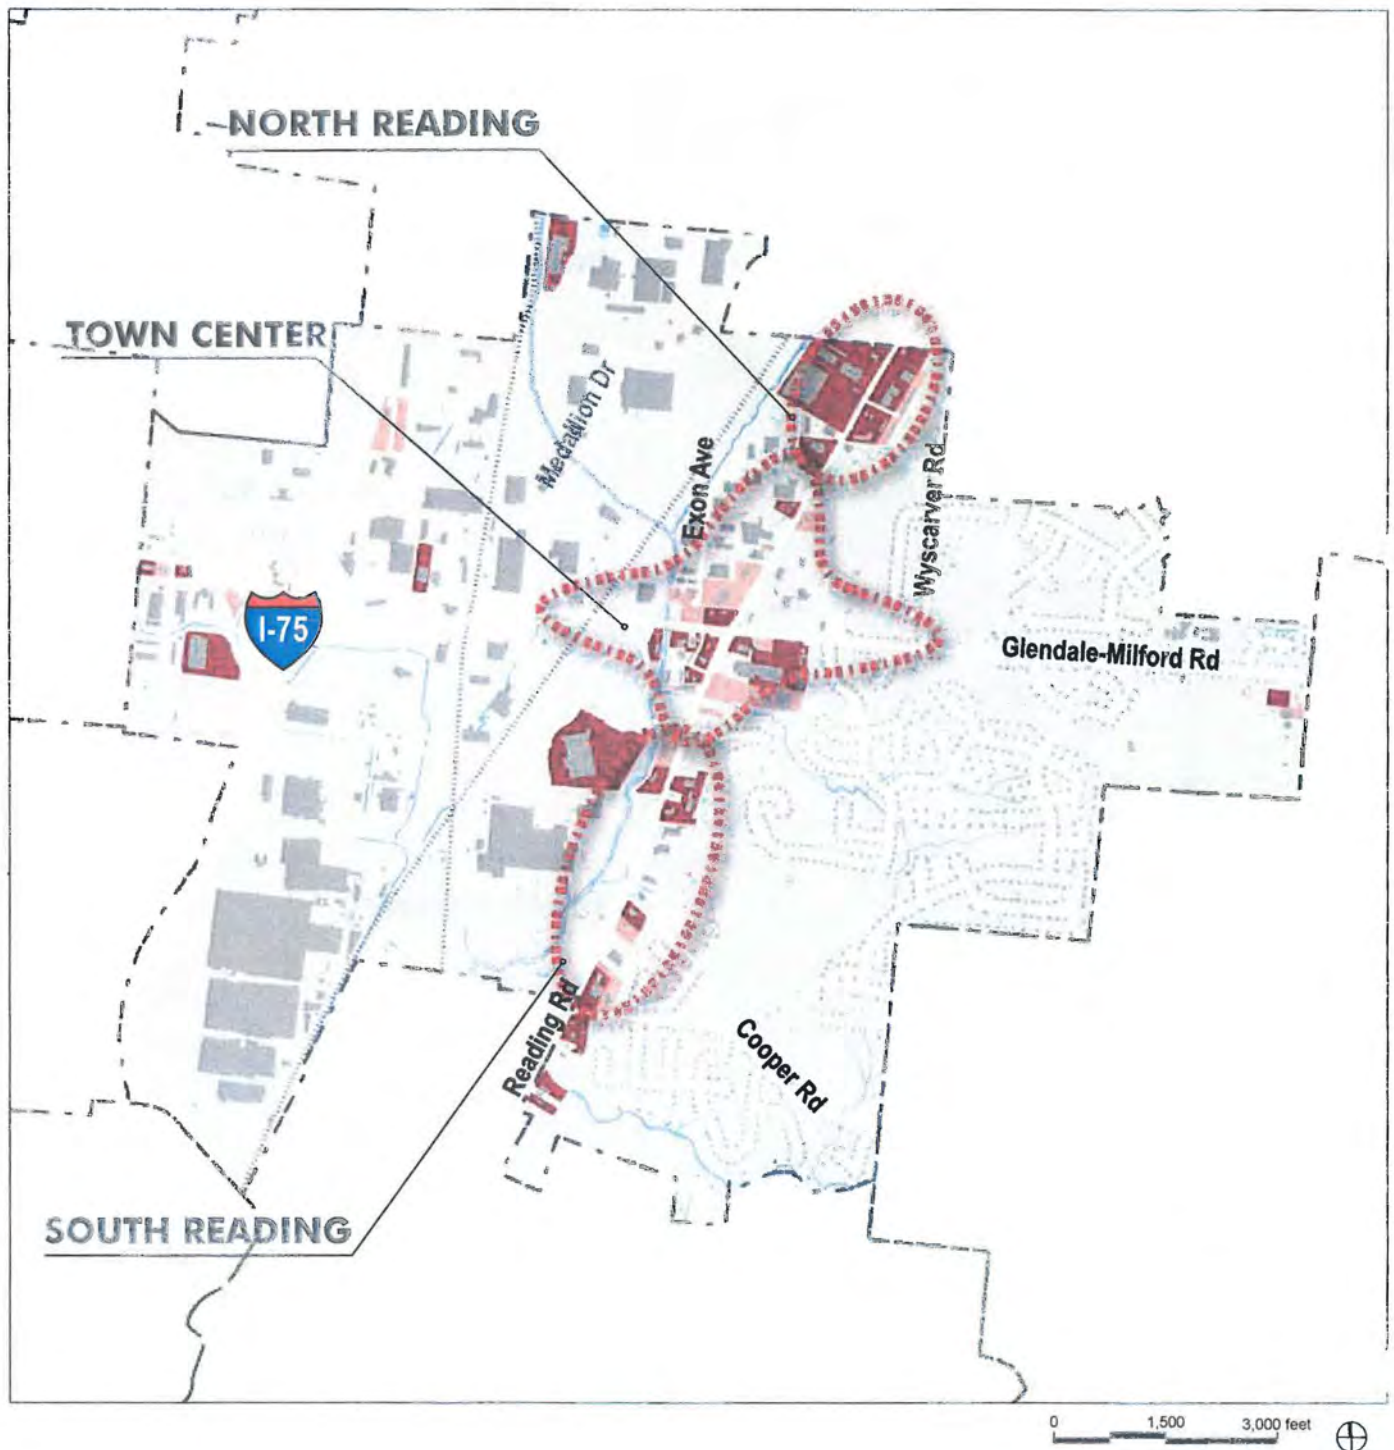 NORTH READING
TOWN CENTER
Medallion Dr
Exon Ave
Wyscarver Rd
I-75
Glendale-Milford Rd
Reading Rd
Cooper Rd
SOUTH READING
0 1,500 3,000 feet